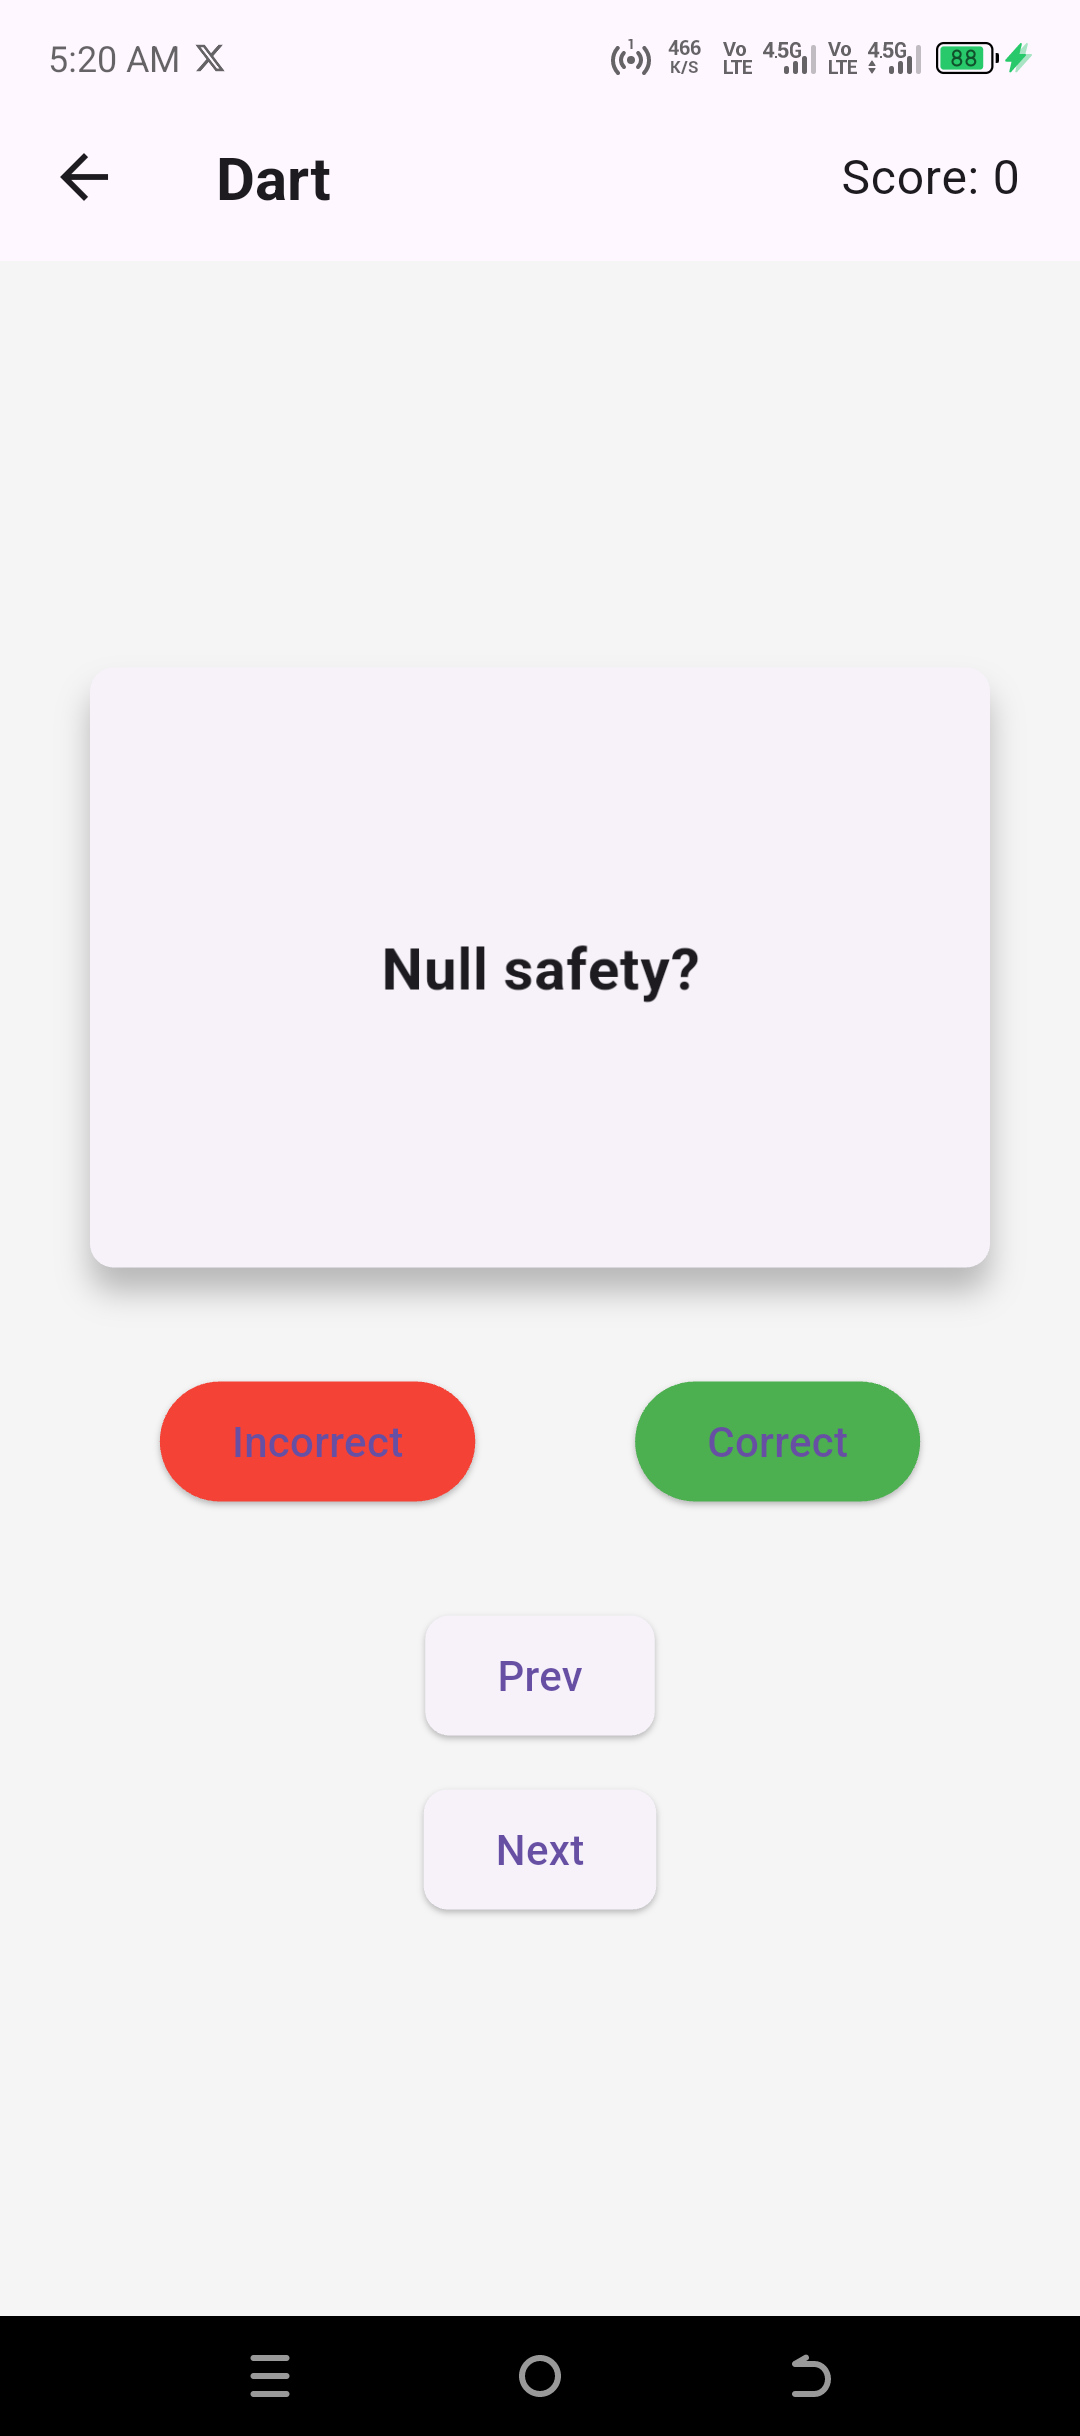 5:20 AM
1
466 K/S
Vo LTE 4.5G Vo LTE 4.5G 88
Dart
Score: 0
Null safety?
Incorrect
Correct
Prev
Next